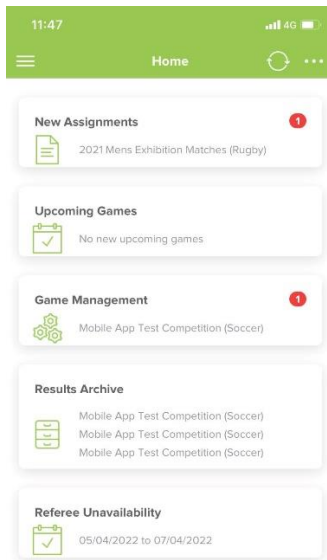 11:47
4G
Home
New Assignments
1
2021 Mens Exhibition Matches (Rugby)
Upcoming Games
No new upcoming games
Game Management
1
Mobile App Test Competition (Soccer)
Results Archive
Mobile App Test Competition (Soccer)
Mobile App Test Competition (Soccer)
Mobile App Test Competition (Soccer)
Referee Unavailability
05/04/2022 to 07/04/2022